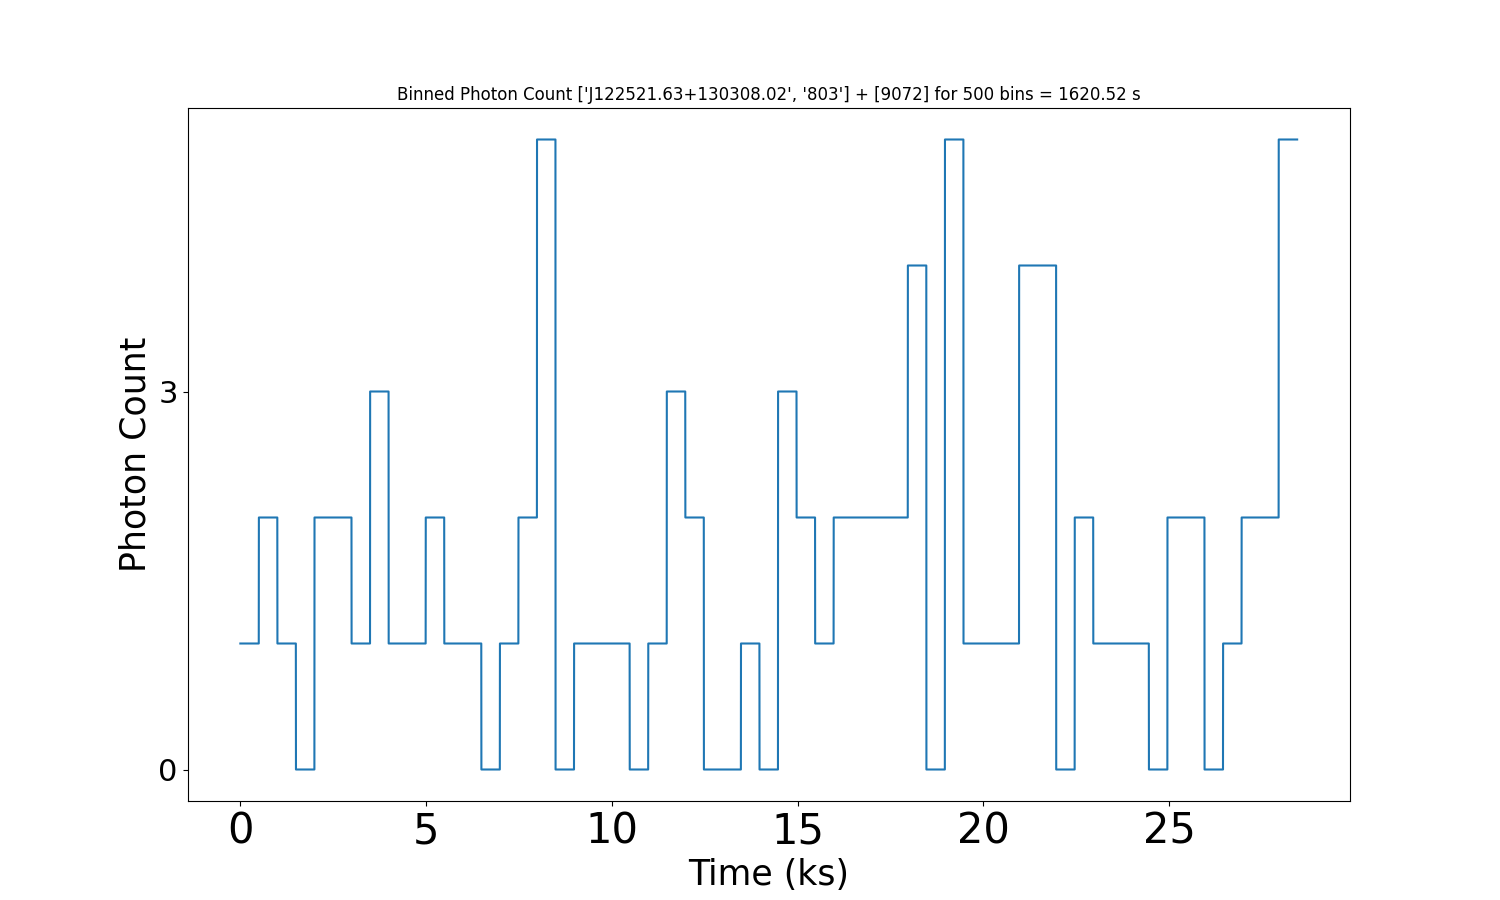 Binned Photon Count ['J122521.63+130308.02', '803'] + [9072] for 500 bins = 1620.52 s
Photon Count
3
0
0 5 10 15 20 25
Time (ks)